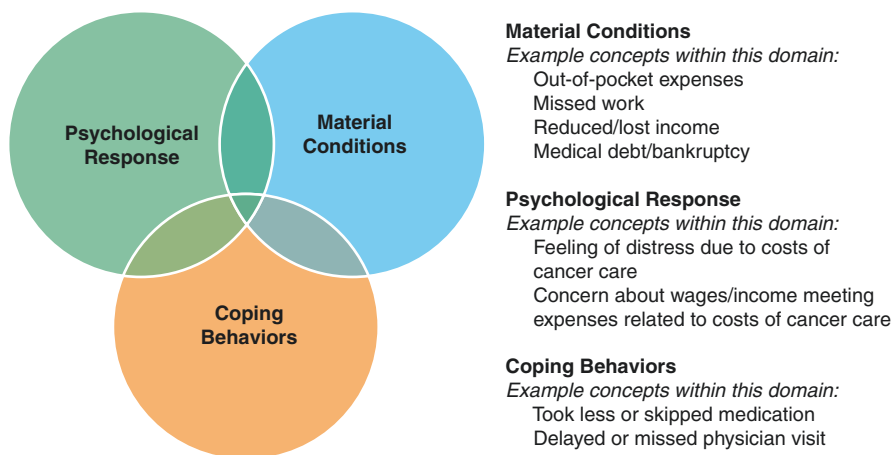 Psychological
Response
Material
Conditions
Coping
Behaviors
Material Conditions
Example concepts within this domain:
Out-of-pocket expenses
Missed work
Reduced/lost income
Medical debt/bankruptcy
Psychological Response
Example concepts within this domain:
Feeling of distress due to costs of
cancer care
Concern about wages/income meeting
expenses related to costs of cancer care
Coping Behaviors
Example concepts within this domain:
Took less or skipped medication
Delayed or missed physician visit